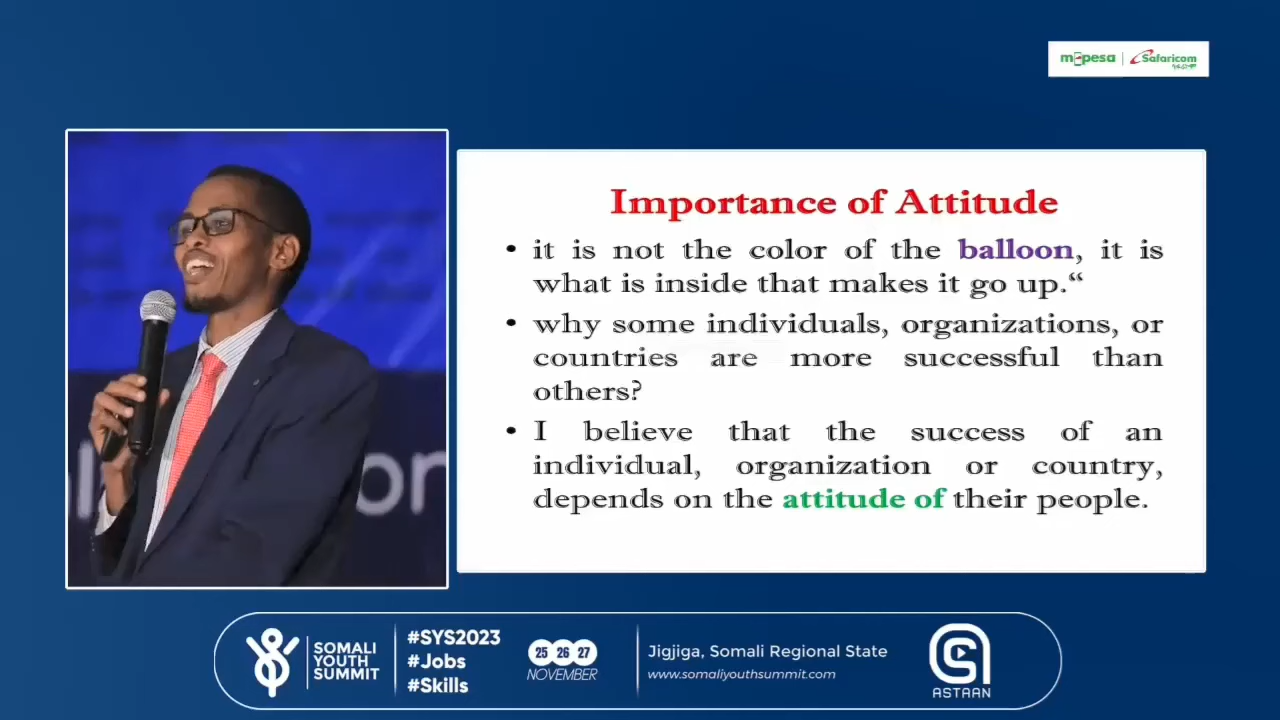 m-pesa | Safaricom
Importance of Attitude
• it is not the color of the balloon, it is
what is inside that makes it go up.“
• why some individuals, organizations, or
countries are more successful than
others?
• I believe that the success of an
individual, organization or country,
depends on the attitude of their people.
SOMALI
YOUTH
SUMMIT
#SYS2023
#Jobs
#Skills
25 26 27
NOVEMBER
Jigjiga, Somali Regional State
www.somaliyouthsummit.com
ASTAAN